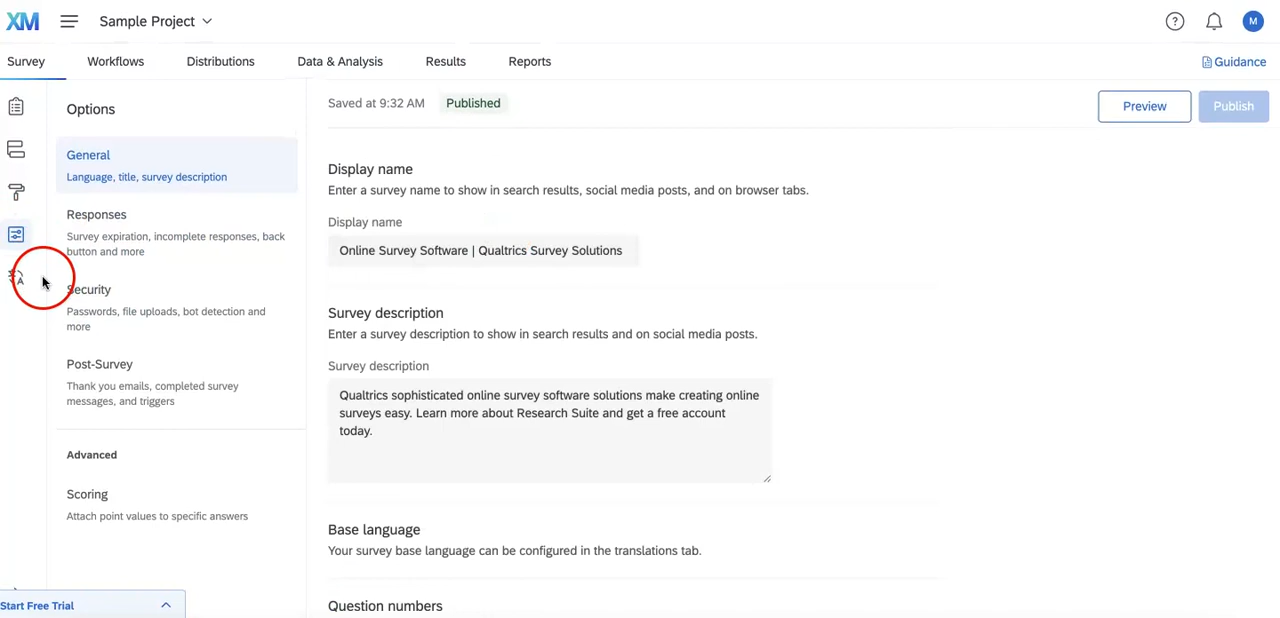 XM Sample Project ? M
Survey Workflows Distributions Data & Analysis Results Reports Guidance
Options
General
Language, title, survey description
Responses
Survey expiration, incomplete responses, back
button and more
Security
Passwords, file uploads, bot detection and
more
Post-Survey
Thank you emails, completed survey
messages, and triggers
Advanced
Scoring
Attach point values to specific answers
Start Free Trial
Saved at 9:32 AM Published Preview Publish
Display name
Enter a survey name to show in search results, social media posts, and on browser tabs.
Display name
Online Survey Software | Qualtrics Survey Solutions
Survey description
Enter a survey description to show in search results and on social media posts.
Survey description
Qualtrics sophisticated online survey software solutions make creating online
surveys easy. Learn more about Research Suite and get a free account
today.
Base language
Your survey base language can be configured in the translations tab.
Question numbers